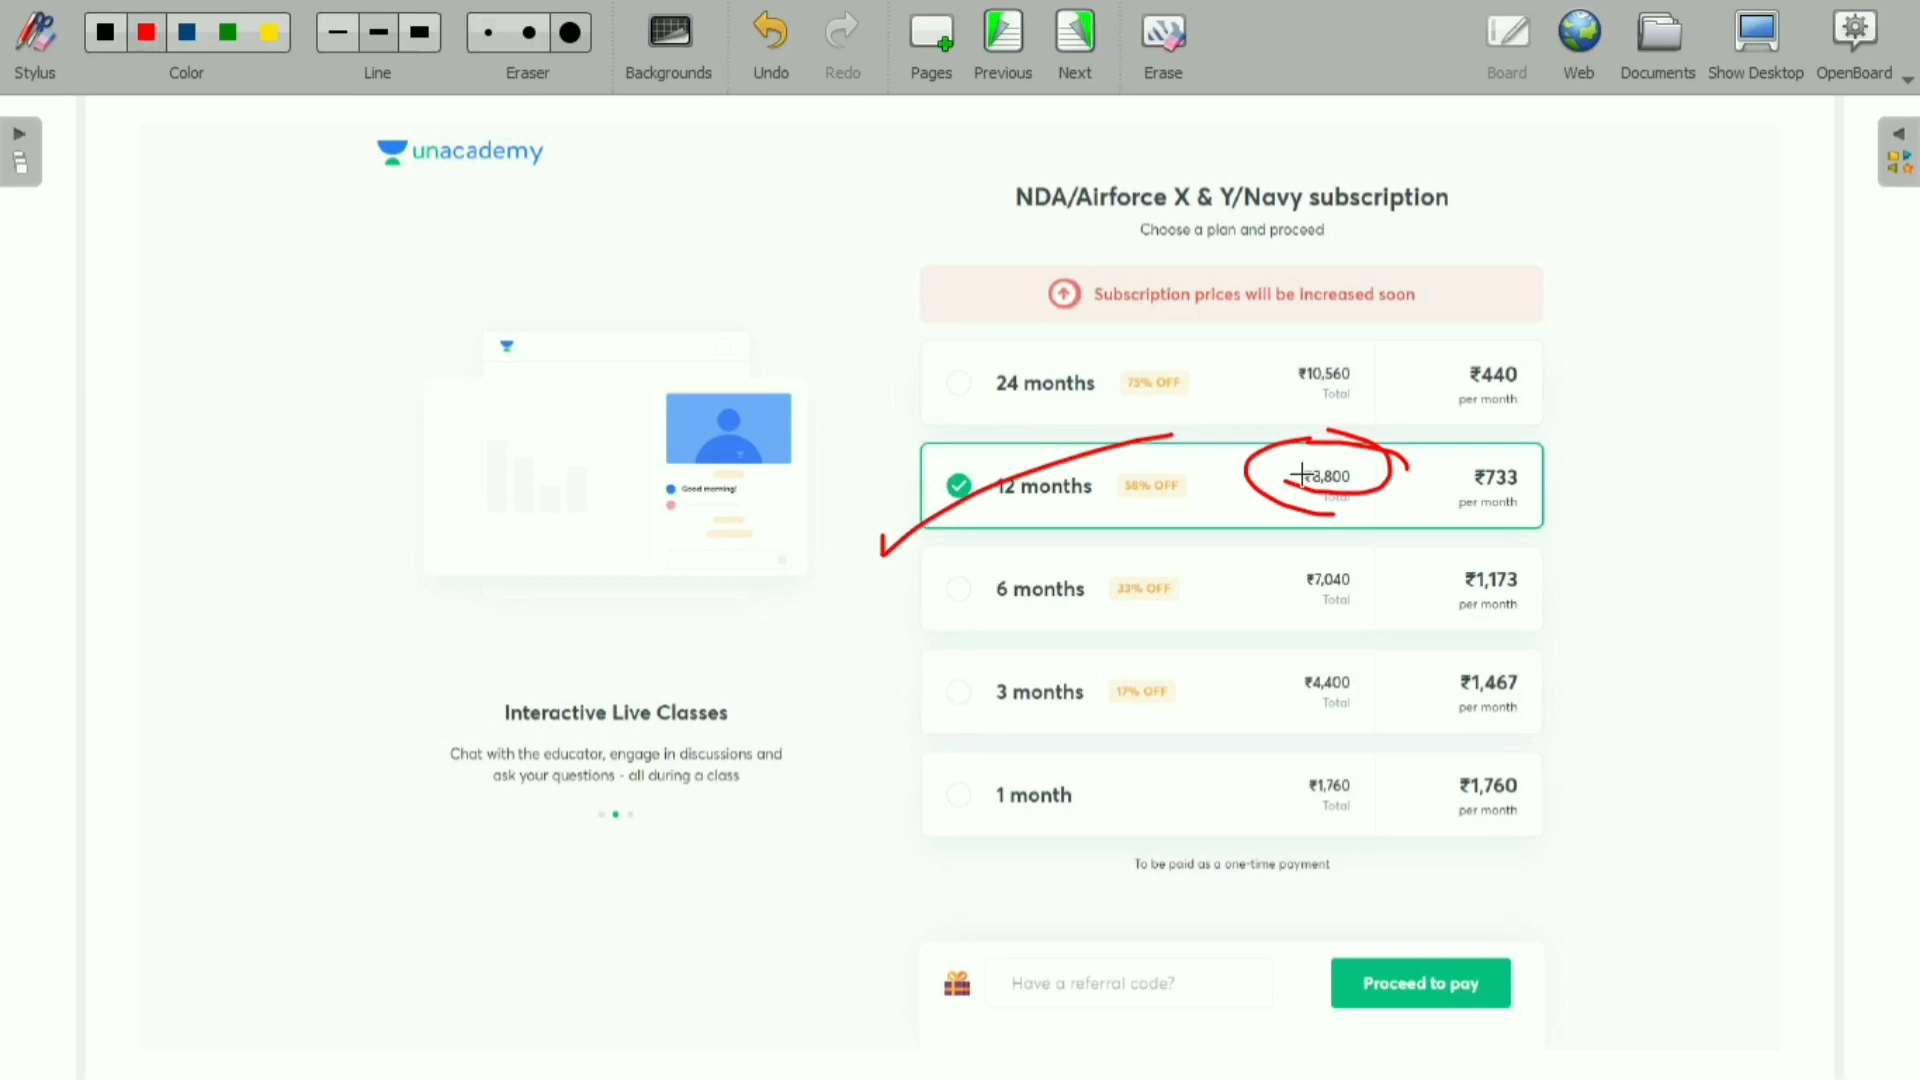 Stylus
Color
Line
Eraser
Backgrounds
Undo
Redo
Pages
Previous
Next
Erase
Board
Web
Documents
Show Desktop
OpenBoard
unacademy
NDA/Airforce X & Y/Navy subscription
Choose a plan and proceed
Subscription prices will be increased soon
24 months 75% OFF ₹10,560 Total ₹440 per month
12 months 58% OFF ₹8,800 Total ₹733 per month
6 months 33% OFF ₹7,040 Total ₹1,173 per month
3 months 17% OFF ₹4,400 Total ₹1,467 per month
1 month ₹1,760 Total ₹1,760 per month
To be paid as a one-time payment
Have a referral code?
Proceed to pay
Good morning!
Interactive Live Classes
Chat with the educator, engage in discussions and
ask your questions - all during a class